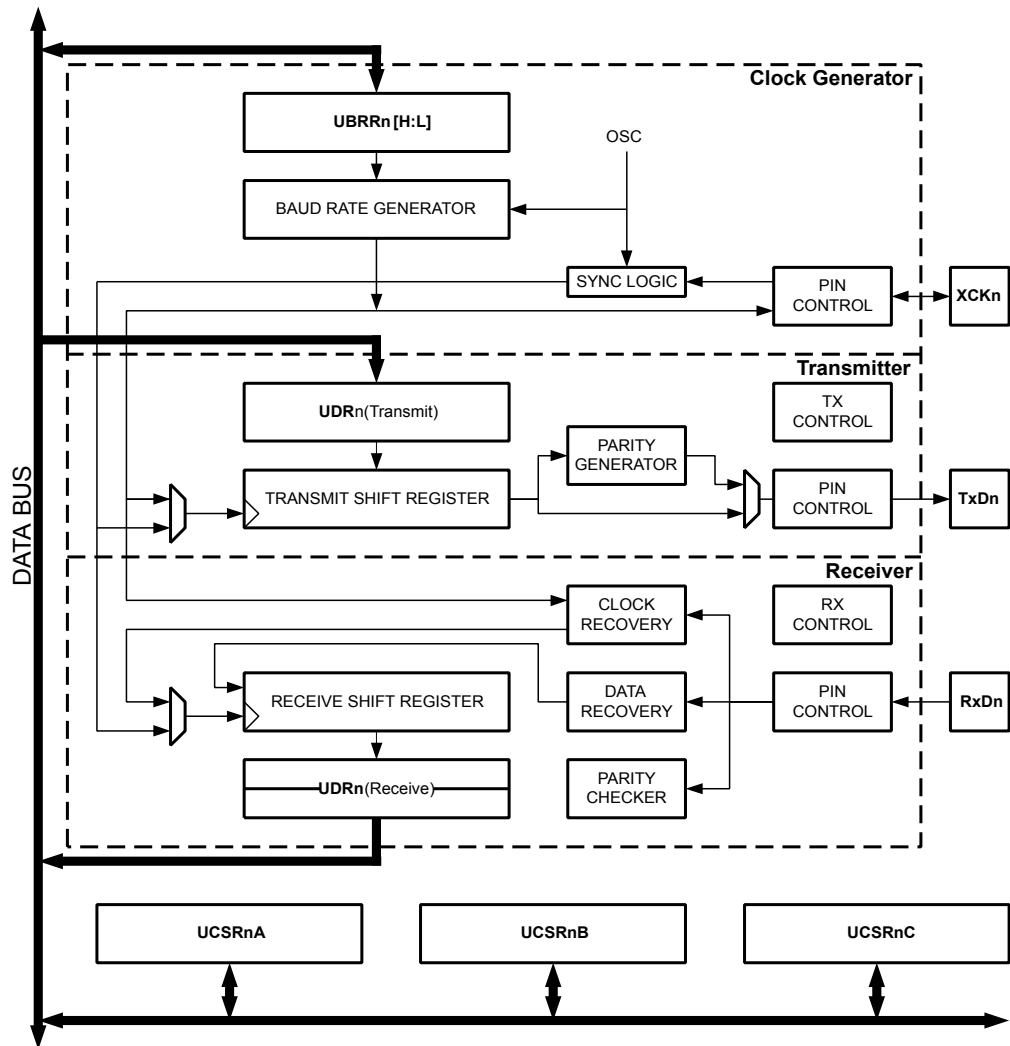 Clock Generator
UBRRn [H:L]
OSC
BAUD RATE GENERATOR
SYNC LOGIC
PIN
CONTROL
XCKn
Transmitter
UDRn(Transmit)
TX
CONTROL
PARITY
GENERATOR
TRANSMIT SHIFT REGISTER
PIN
CONTROL
TxDn
DATA BUS
Receiver
CLOCK
RECOVERY
RX
CONTROL
RECEIVE SHIFT REGISTER
DATA
RECOVERY
PIN
CONTROL
RxDn
UDRn(Receive)
PARITY
CHECKER
UCSRnA
UCSRnB
UCSRnC